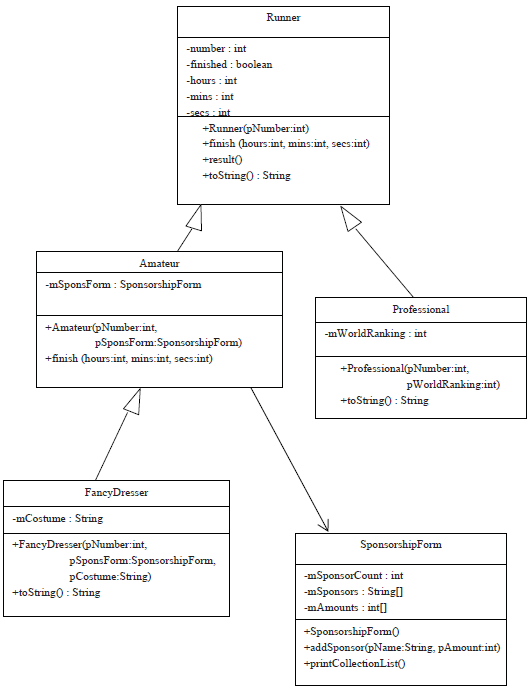 Runner
-number : int
-finished : boolean
-hours : int
-mins : int
-secs : int
+Runner(pNumber:int)
+finish (hours:int, mins:int, secs:int)
+result()
+toString() : String
Amateur
-mSponsForm : SponsorshipForm
+Amateur(pNumber:int,
pSponsForm:SponsorshipForm)
+finish (hours:int, mins:int, secs:int)
Professional
-mWorldRanking : int
+Professional(pNumber:int,
pWorldRanking:int)
+toString() : String
FancyDresser
-mCostume : String
+FancyDresser(pNumber:int,
pSponsForm:SponsorshipForm,
pCostume:String)
+toString() : String
SponsorshipForm
-mSponsorCount : int
-mSponsors : String[]
-mAmounts : int[]
+SponsorshipForm()
+addSponsor(pName:String, pAmount:int)
+printCollectionList()